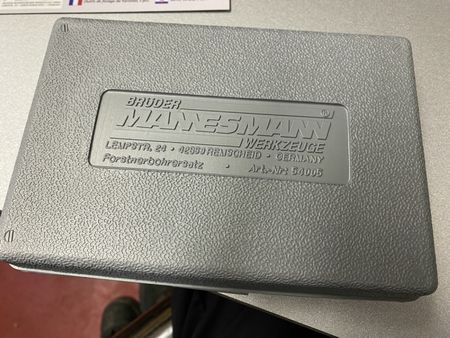 BRÜDER
MANNESMANN
WERKZEUGE
LEMPSTR. 24 • 42859 REMSCHEID • GERMANY
Forstnerbohrersatz • Art.-Nr: 54005